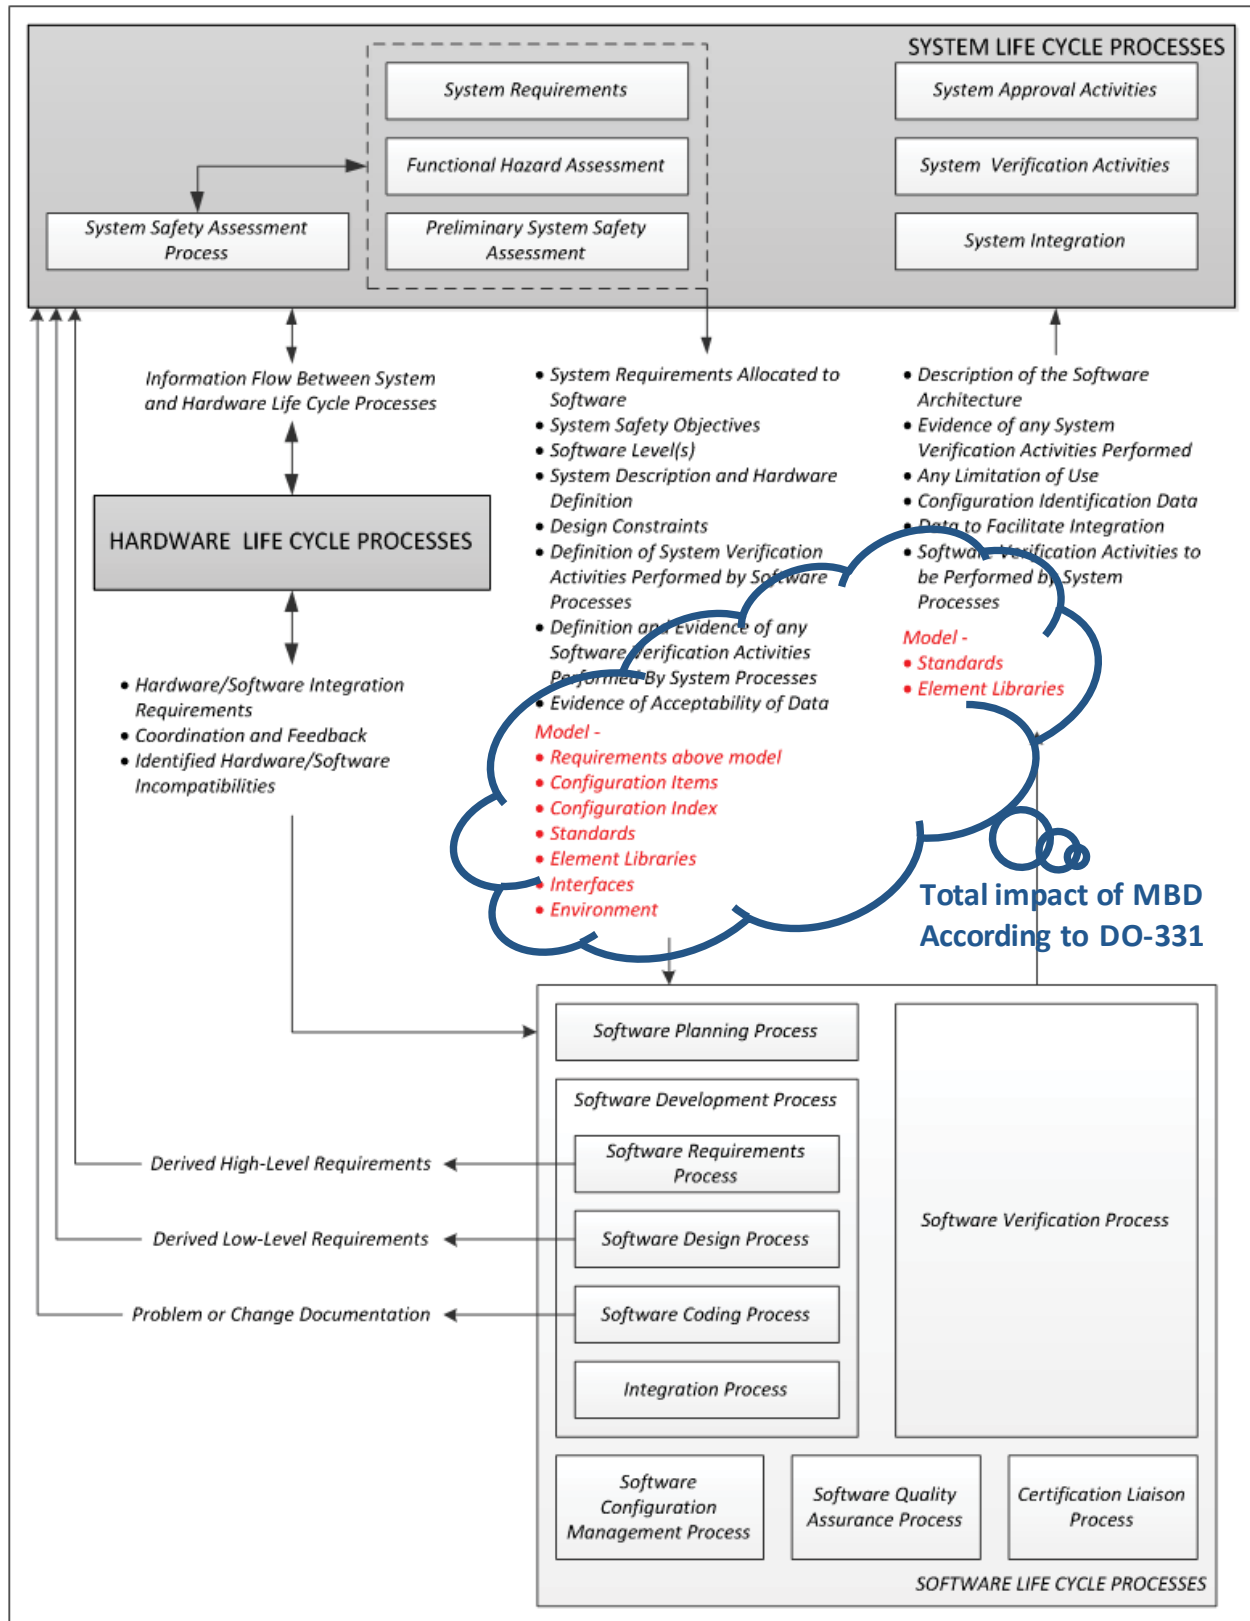 SYSTEM LIFE CYCLE PROCESSES
System Requirements
Functional Hazard Assessment
Preliminary System Safety
Assessment
System Safety Assessment
Process
System Approval Activities
System  Verification Activities
System Integration
Information Flow Between System
and Hardware Life Cycle Processes
HARDWARE  LIFE CYCLE PROCESSES
• Hardware/Software Integration
Requirements
• Coordination and Feedback
• Identified Hardware/Software
Incompatibilities
• System Requirements Allocated to
Software
• System Safety Objectives
• Software Level(s)
• System Description and Hardware
Definition
• Design Constraints
• Definition of System Verification
Activities Performed by Software
Processes
• Definition and Evidence of any
Software Verification Activities
Performed By System Processes
• Evidence of Acceptability of Data
Model -
• Requirements above model
• Configuration Items
• Configuration Index
• Standards
• Element Libraries
• Interfaces
• Environment
• Description of the Software
Architecture
• Evidence of any System
Verification Activities Performed
• Any Limitation of Use
• Configuration Identification Data
• Data to Facilitate Integration
• Software Verification Activities to
be Performed by System
Processes
Model -
• Standards
• Element Libraries
Total impact of MBD
According to DO-331
Software Planning Process
Software Development Process
Software Requirements
Process
Software Design Process
Software Coding Process
Integration Process
Software Verification Process
Derived High-Level Requirements
Derived Low-Level Requirements
Problem or Change Documentation
Software
Configuration
Management Process
Software Quality
Assurance Process
Certification Liaison
Process
SOFTWARE LIFE CYCLE PROCESSES